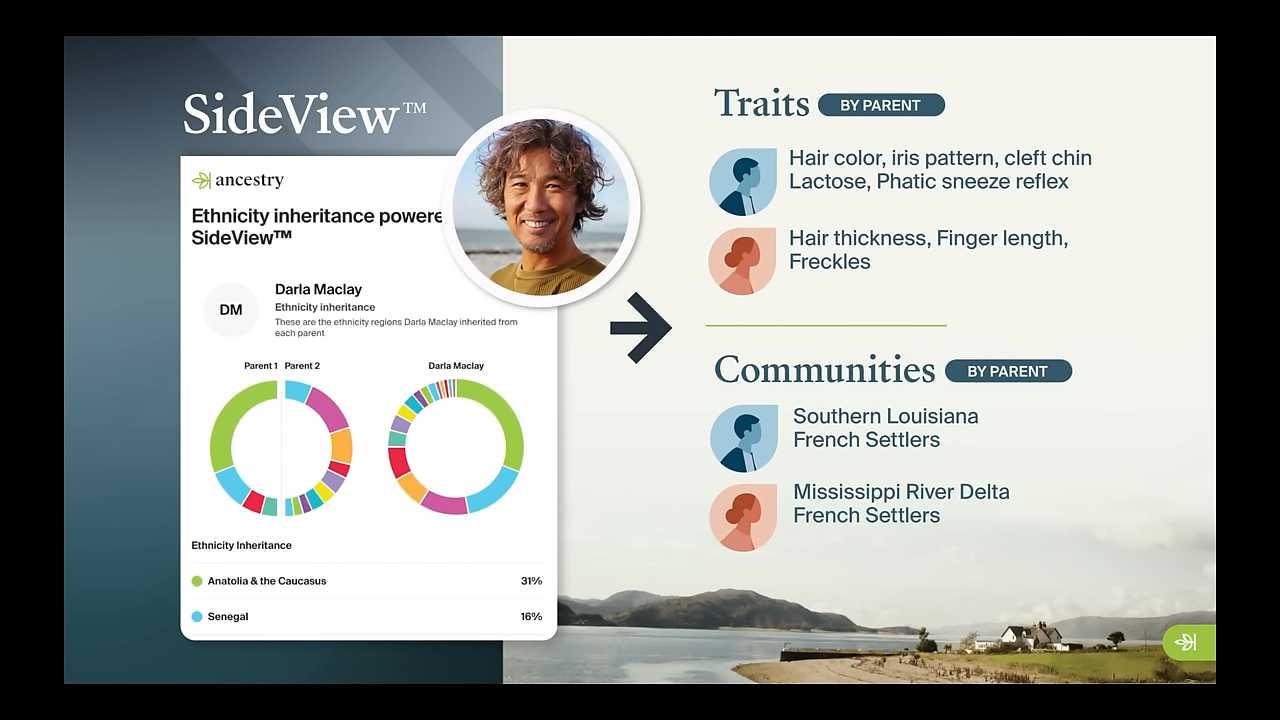 SideView™
ancestry
Ethnicity inheritance powere
SideView™
DM
Darla Maclay
Ethnicity inheritance
These are the ethnicity regions Darla Maclay inherited from
each parent
Parent 1
Parent 2
Darla Maclay
Ethnicity Inheritance
Anatolia & the Caucasus 31%
Senegal 16%
Traits BY PARENT
Hair color, iris pattern, cleft chin
Lactose, Phatic sneeze reflex
Hair thickness, Finger length,
Freckles
Communities BY PARENT
Southern Louisiana
French Settlers
Mississippi River Delta
French Settlers